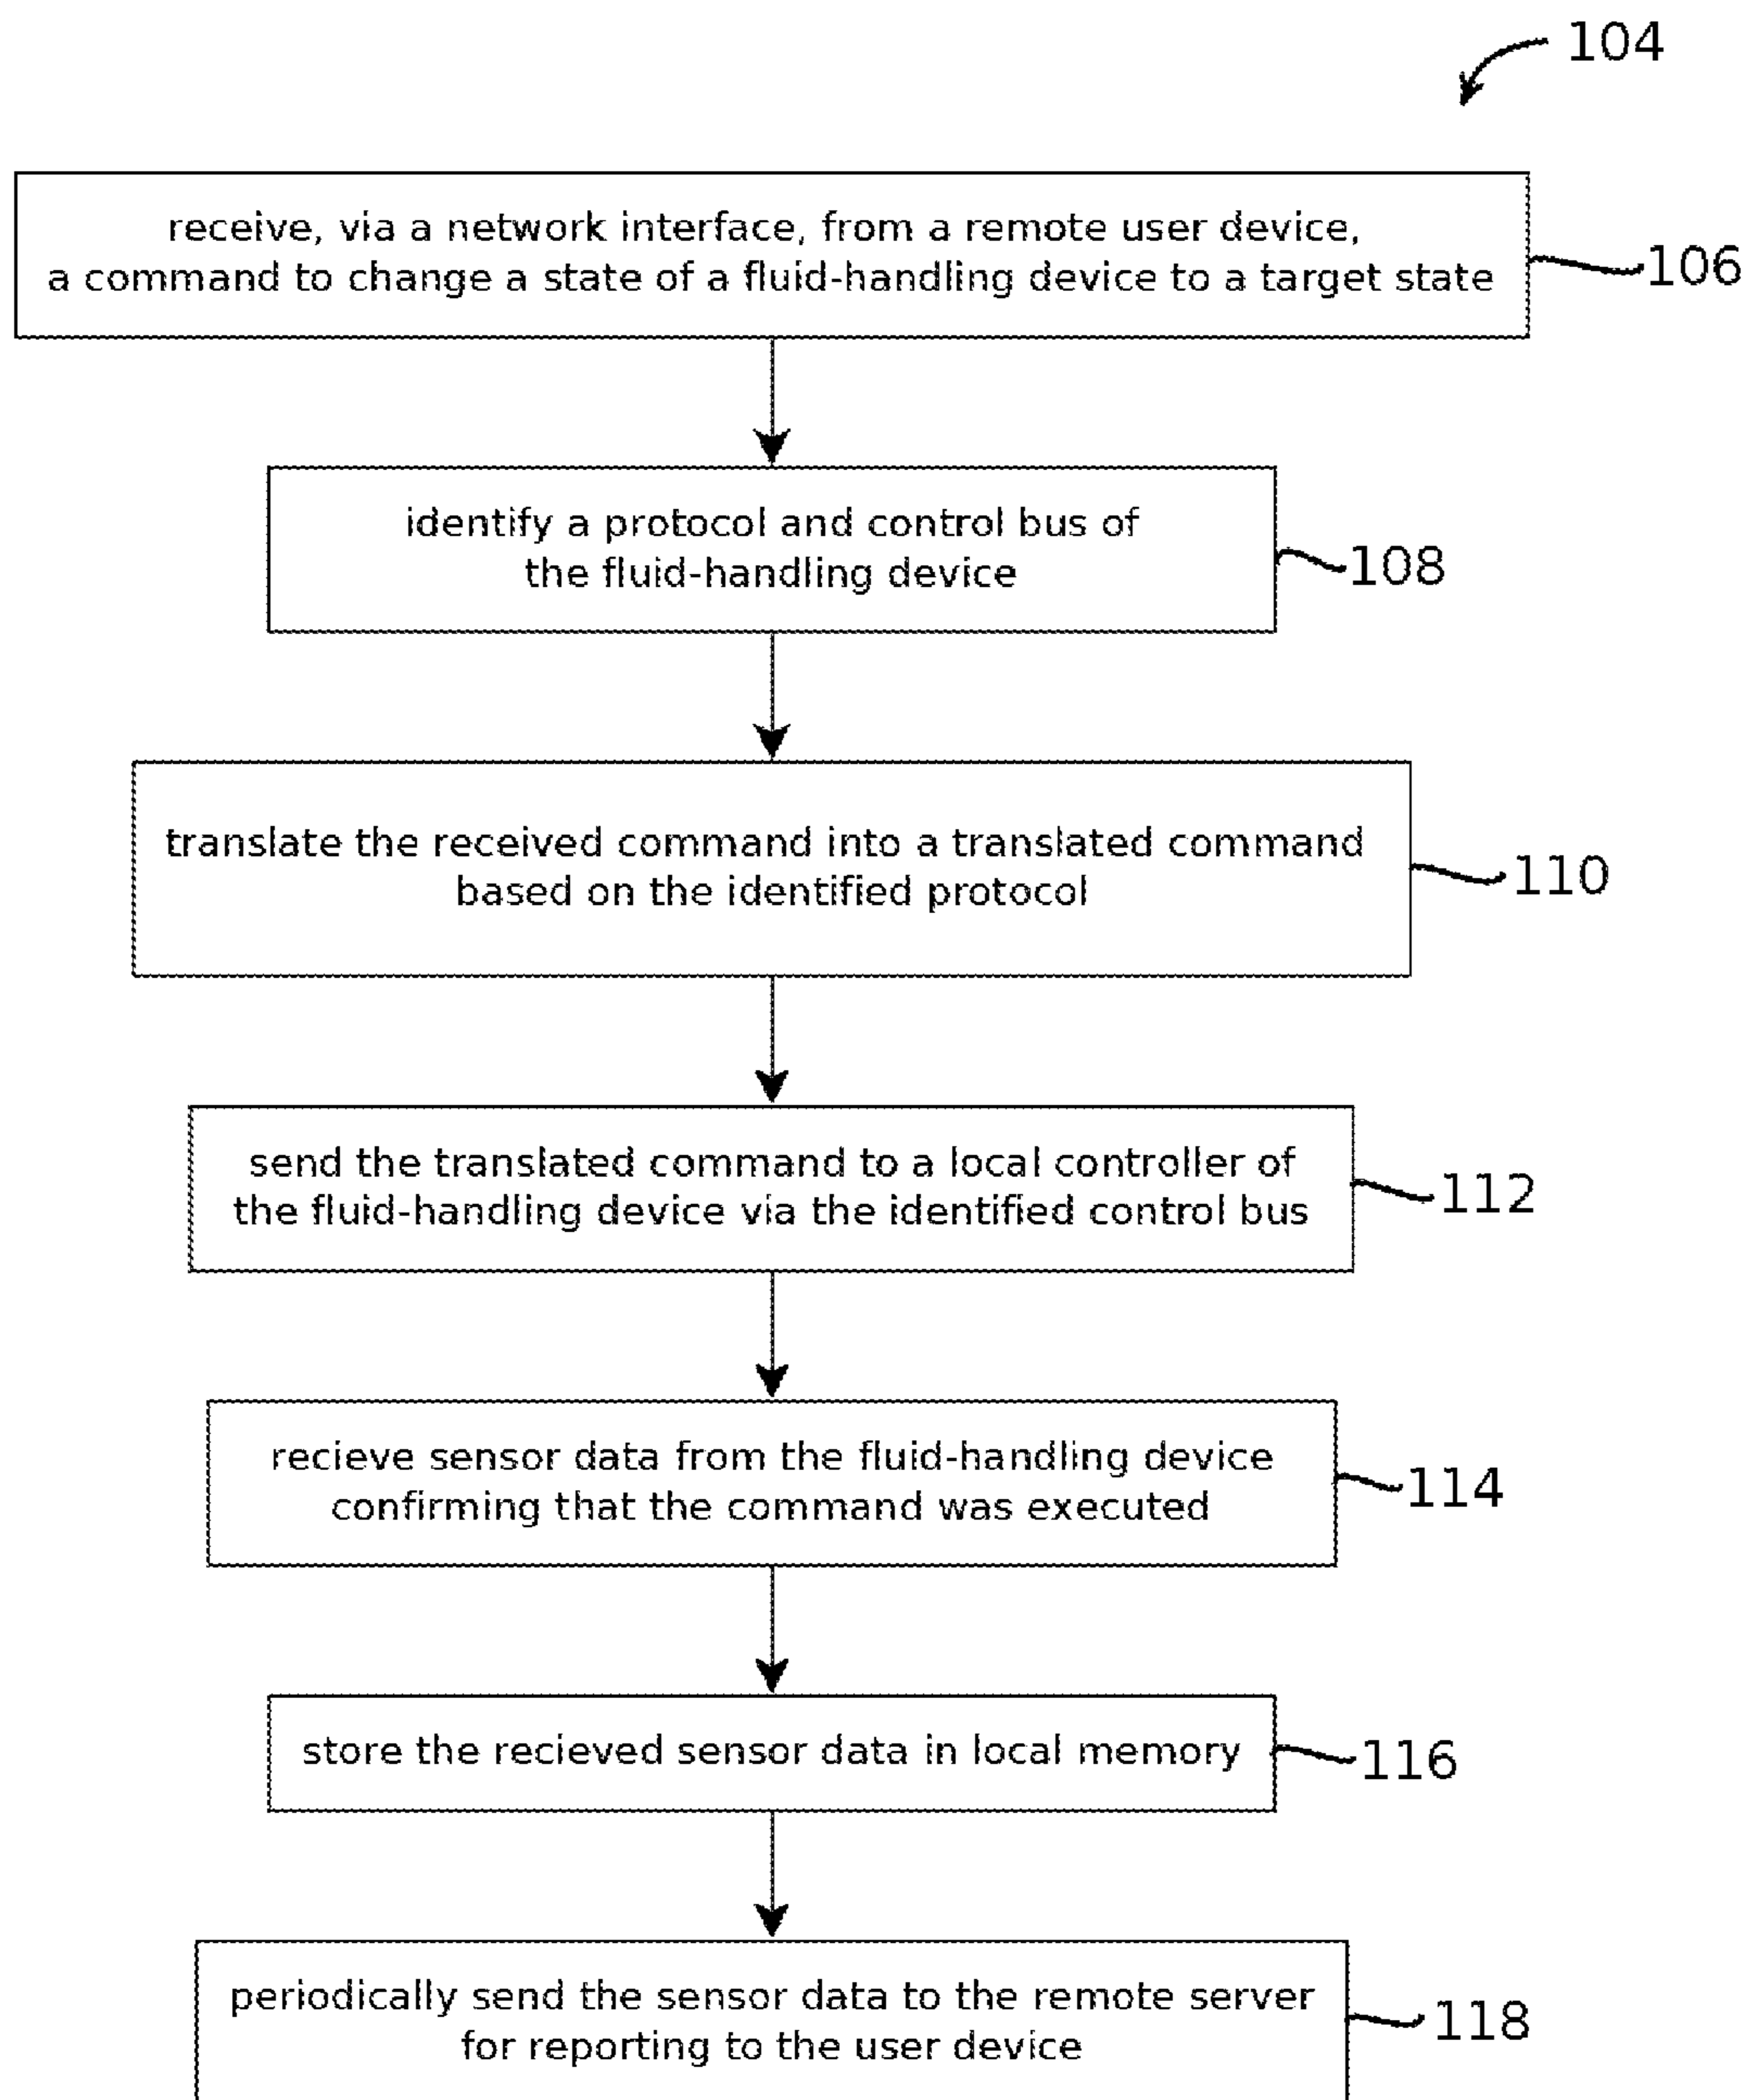 104
receive, via a network interface, from a remote user device,
a command to change a state of a fluid-handling device to a target state
106
identify a protocol and control bus of
the fluid-handling device
108
translate the received command into a translated command
based on the identified protocol
110
send the translated command to a local controller of
the fluid-handling device via the identified control bus
112
recieve sensor data from the fluid-handling device
confirming that the command was executed
114
store the recieved sensor data in local memory
116
periodically send the sensor data to the remote server
for reporting to the user device
118